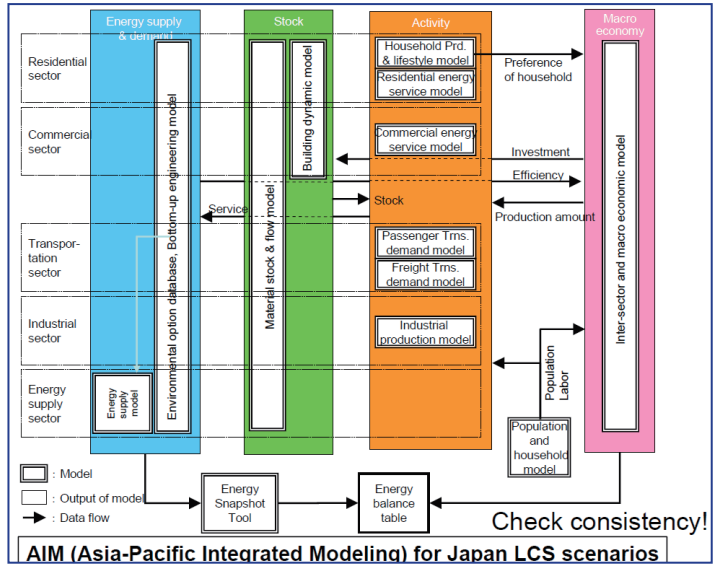 Energy supply
& demand
Stock
Activity
Macro
economy
Residential
sector
Household Prd.
& lifestyle model
Residential energy
service model
Preference
of household
Commercial
sector
Commercial energy
service model
Building dynamic model
Investment
Efficiency
Service
Stock
Production amount
Environmental option database, Bottom-up engineering model
Material stock & flow model
Inter-sector and macro economic model
Transpor-
tation
sector
Passenger Trns.
demand model
Freight Trns.
demand model
Industrial
sector
Industrial
production model
Population
Labor
Energy
supply
sector
Energy
supply
model
Population
and
household
model
: Model
: Output of model
: Data flow
Energy
Snapshot
Tool
Energy
balance
table
Check consistency!
AIM (Asia-Pacific Integrated Modeling) for Japan LCS scenarios